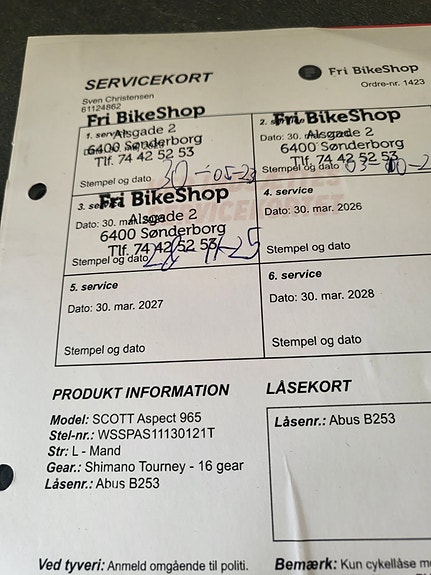 SERVICEKORT
Fri BikeShop
Ordre-nr. 1423
Sven Christensen
61124862
Fri BikeShop
Alsgade 2
6400 Sønderborg
Tlf. 74 42 52 53
1. service
Stempel og dato
30-05-23
2.
Fri BikeShop
Alsgade 2
Dato: 30. mar.
6400 Sønderborg
Tlf. 74 42 52 53
Stempel og dato
3. service
Fri BikeShop
Alsgade 2
Dato: 30. mar.
6400 Sønderborg
Tlf. 74 42 52 53
Stempel og dato
4. service
Dato: 30. mar. 2026
Stempel og dato
5. service
Dato: 30. mar. 2027
Stempel og dato
6. service
Dato: 30. mar. 2028
Stempel og dato
PRODUKT INFORMATION
Model: SCOTT Aspect 965
Stel-nr.: WSSPAS11130121T
Str: L - Mand
Gear.: Shimano Tourney - 16 gear
Låsenr.: Abus B253
LÅSEKORT
Låsenr.: Abus B253
Ved tyveri: Anmeld omgående til politi.
Bemærk: Kun cykellåse